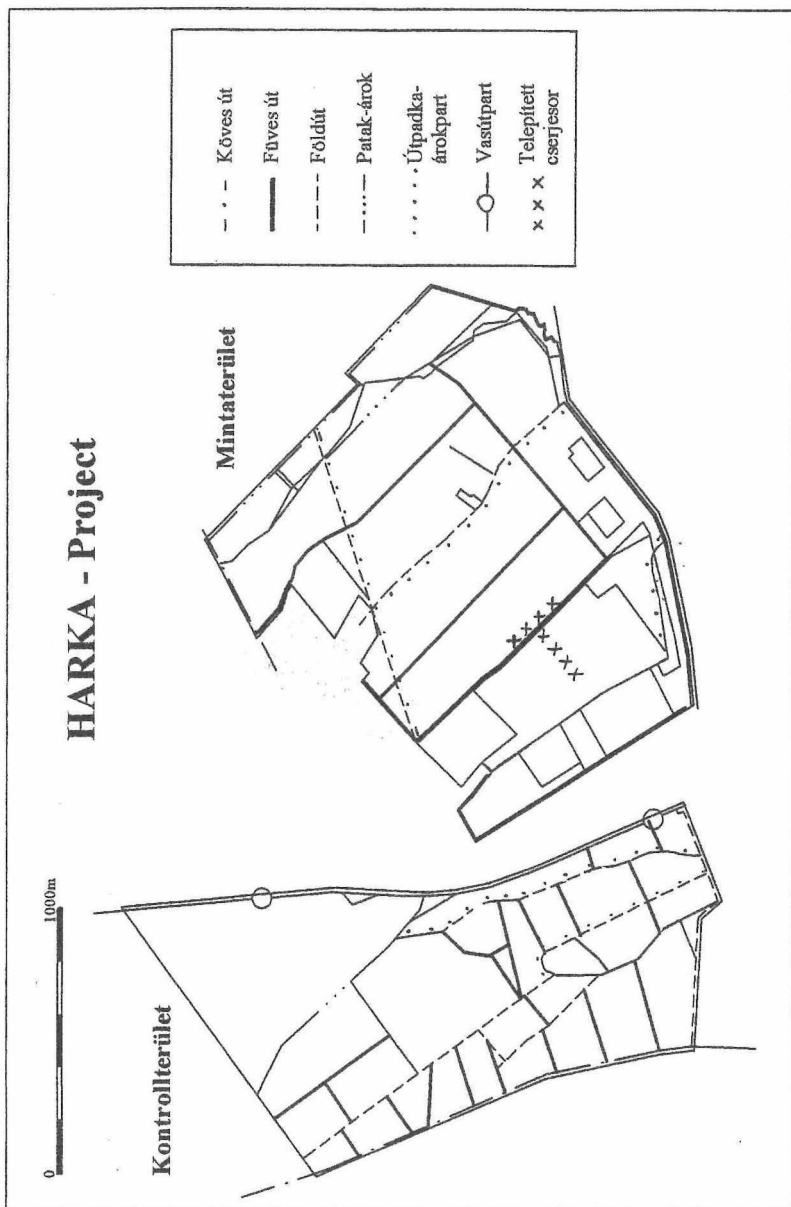 HARKA - Project
0
1000m
Kontrollterület
Mintaterület
Köves út
Füves út
Földút
Patak-árok
Útpadka-
árokpart
Vasútpart
Telepített
cserjesor